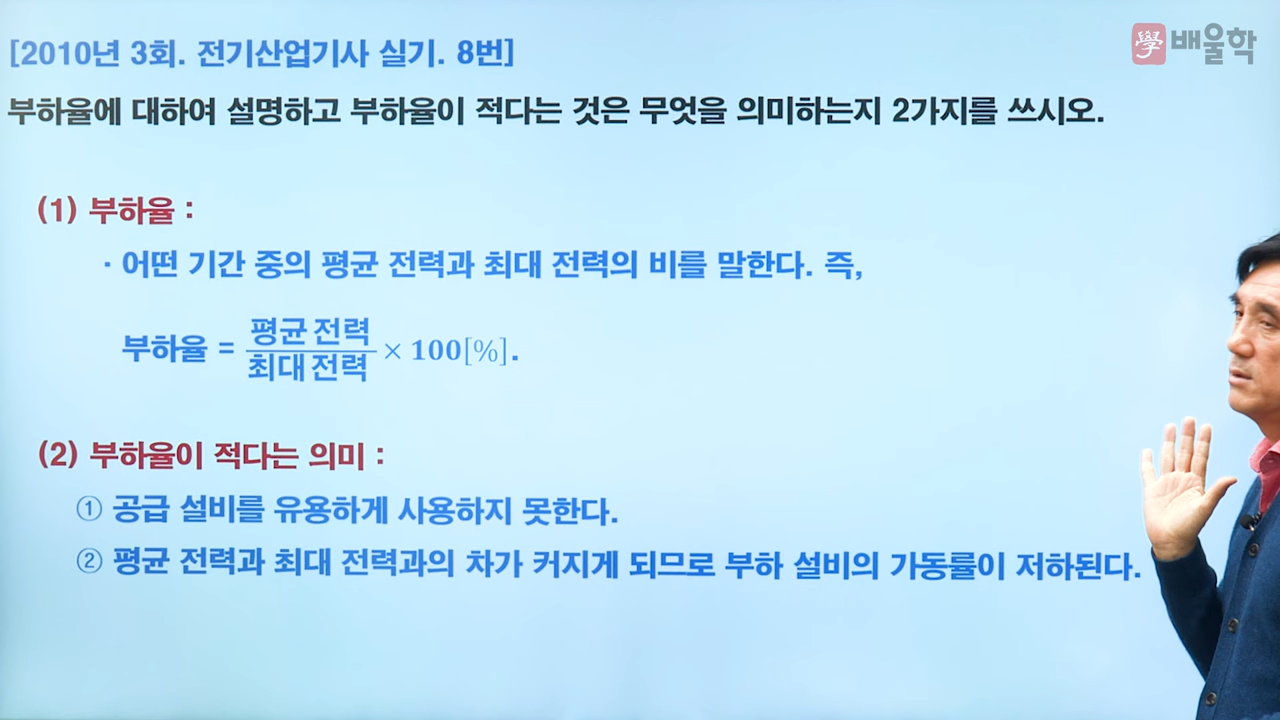 [2010년 3회. 전기산업기사 실기. 8번]
學 배울학
부하율에 대하여 설명하고 부하율이 적다는 것은 무엇을 의미하는지 2가지를 쓰시오.
(1) 부하율 :
· 어떤 기간 중의 평균 전력과 최대 전력의 비를 말한다. 즉,
부하율 = 평균 전력 / 최대 전력 × 100[%].
(2) 부하율이 적다는 의미 :
① 공급 설비를 유용하게 사용하지 못한다.
② 평균 전력과 최대 전력과의 차가 커지게 되므로 부하 설비의 가동률이 저하된다.